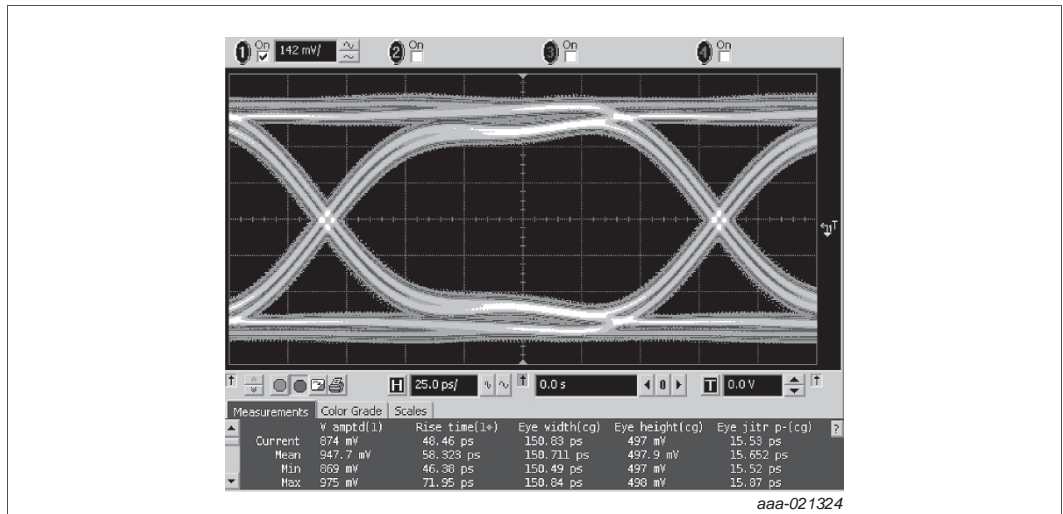 1 On 142 mV/ 2 On 3 On 4 On
T
H 25.0 ps/ 0.0 s 0 T 0.0 V
Measurements Color Grade Scales
V amptd(1) Rise time(1+) Eye width(cg) Eye height(cg) Eye jitr p-(cg) ?
Current 874 mV 48.46 ps 150.83 ps 497 mV 15.53 ps
Mean 947.7 mV 58.323 ps 150.711 ps 497.9 mV 15.652 ps
Min 869 mV 46.38 ps 150.49 ps 497 mV 15.52 ps
Max 975 mV 71.95 ps 150.84 ps 498 mV 15.87 ps
aaa-021324